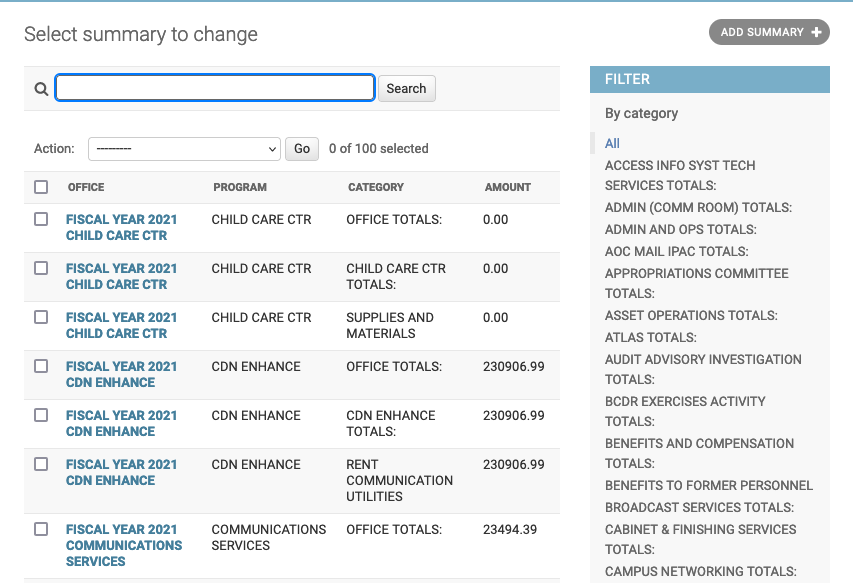 Select summary to change
ADD SUMMARY +
Search
Action: --------- Go 0 of 100 selected
OFFICE PROGRAM CATEGORY AMOUNT
FISCAL YEAR 2021 CHILD CARE CTR OFFICE TOTALS: 0.00
CHILD CARE CTR
FISCAL YEAR 2021 CHILD CARE CTR CHILD CARE CTR 0.00
CHILD CARE CTR TOTALS:
FISCAL YEAR 2021 CHILD CARE CTR SUPPLIES AND 0.00
CHILD CARE CTR MATERIALS
FISCAL YEAR 2021 CDN ENHANCE OFFICE TOTALS: 230906.99
CDN ENHANCE
FISCAL YEAR 2021 CDN ENHANCE CDN ENHANCE 230906.99
CDN ENHANCE TOTALS:
FISCAL YEAR 2021 CDN ENHANCE RENT 230906.99
CDN ENHANCE COMMUNICATION
UTILITIES
FISCAL YEAR 2021 COMMUNICATIONS OFFICE TOTALS: 23494.39
COMMUNICATIONS SERVICES
SERVICES
FILTER
By category
All
ACCESS INFO SYST TECH
SERVICES TOTALS:
ADMIN (COMM ROOM) TOTALS:
ADMIN AND OPS TOTALS:
AOC MAIL IPAC TOTALS:
APPROPRIATIONS COMMITTEE
TOTALS:
ASSET OPERATIONS TOTALS:
ATLAS TOTALS:
AUDIT ADVISORY INVESTIGATION
TOTALS:
BCDR EXERCISES ACTIVITY
TOTALS:
BENEFITS AND COMPENSATION
TOTALS:
BENEFITS TO FORMER PERSONNEL
BROADCAST SERVICES TOTALS:
CABINET & FINISHING SERVICES
TOTALS:
CAMPUS NETWORKING TOTALS: